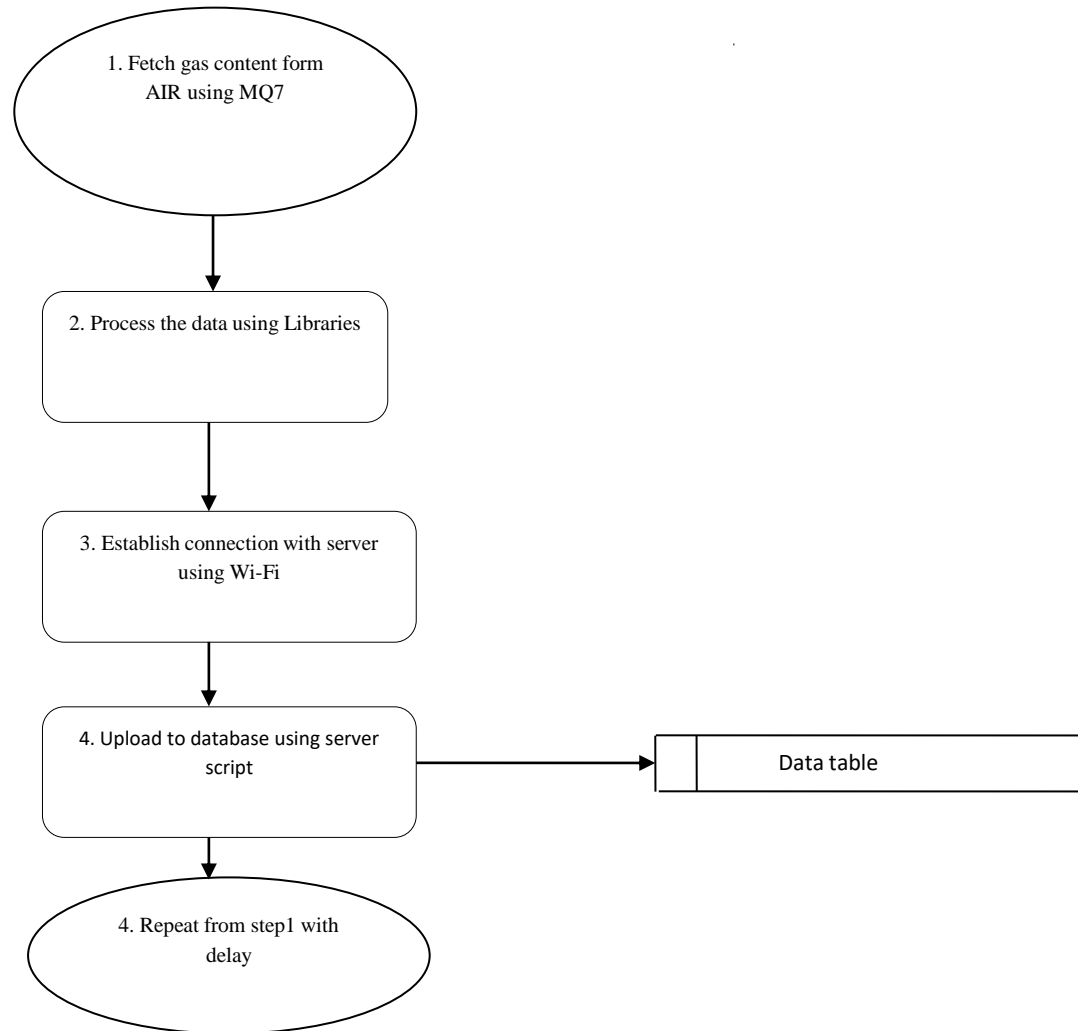 1. Fetch gas content form
AIR using MQ7
2. Process the data using Libraries
3. Establish connection with server
using Wi-Fi
4. Upload to database using server
script
Data table
4. Repeat from step1 with
delay